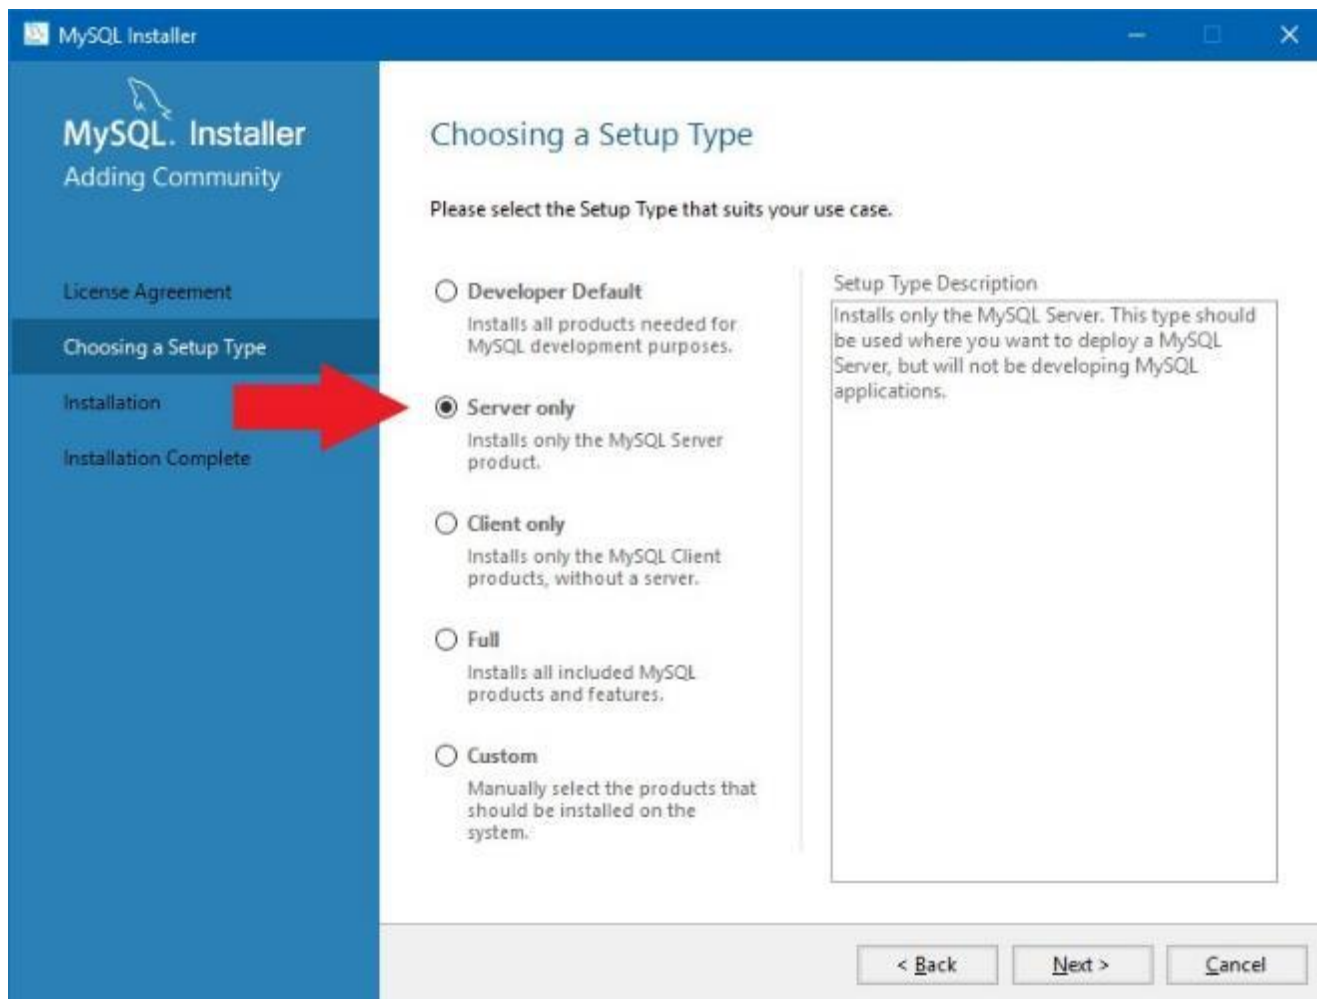 MySQL Installer
MySQL. Installer
Adding Community
License Agreement
Choosing a Setup Type
Installation
Installation Complete
Choosing a Setup Type
Please select the Setup Type that suits your use case.
Developer Default
Installs all products needed for
MySQL development purposes.
Server only
Installs only the MySQL Server
product.
Client only
Installs only the MySQL Client
products, without a server.
Full
Installs all included MySQL
products and features.
Custom
Manually select the products that
should be installed on the
system.
Setup Type Description
Installs only the MySQL Server. This type should
be used where you want to deploy a MySQL
Server, but will not be developing MySQL
applications.
< Back
Next >
Cancel